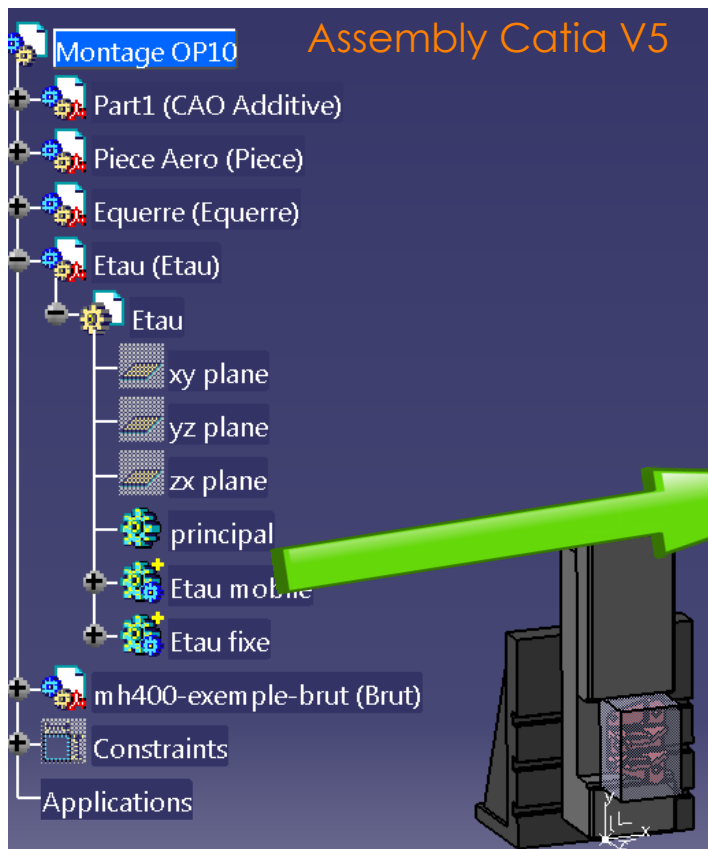 Assembly Catia V5
Montage OP10
Part1 (CAO Additive)
Piece Aero (Piece)
Equerre (Equerre)
Etau (Etau)
Etau
xy plane
yz plane
zx plane
principal
Etau mobile
Etau fixe
mh400-exemple-brut (Brut)
Constraints
Applications
y
x
z